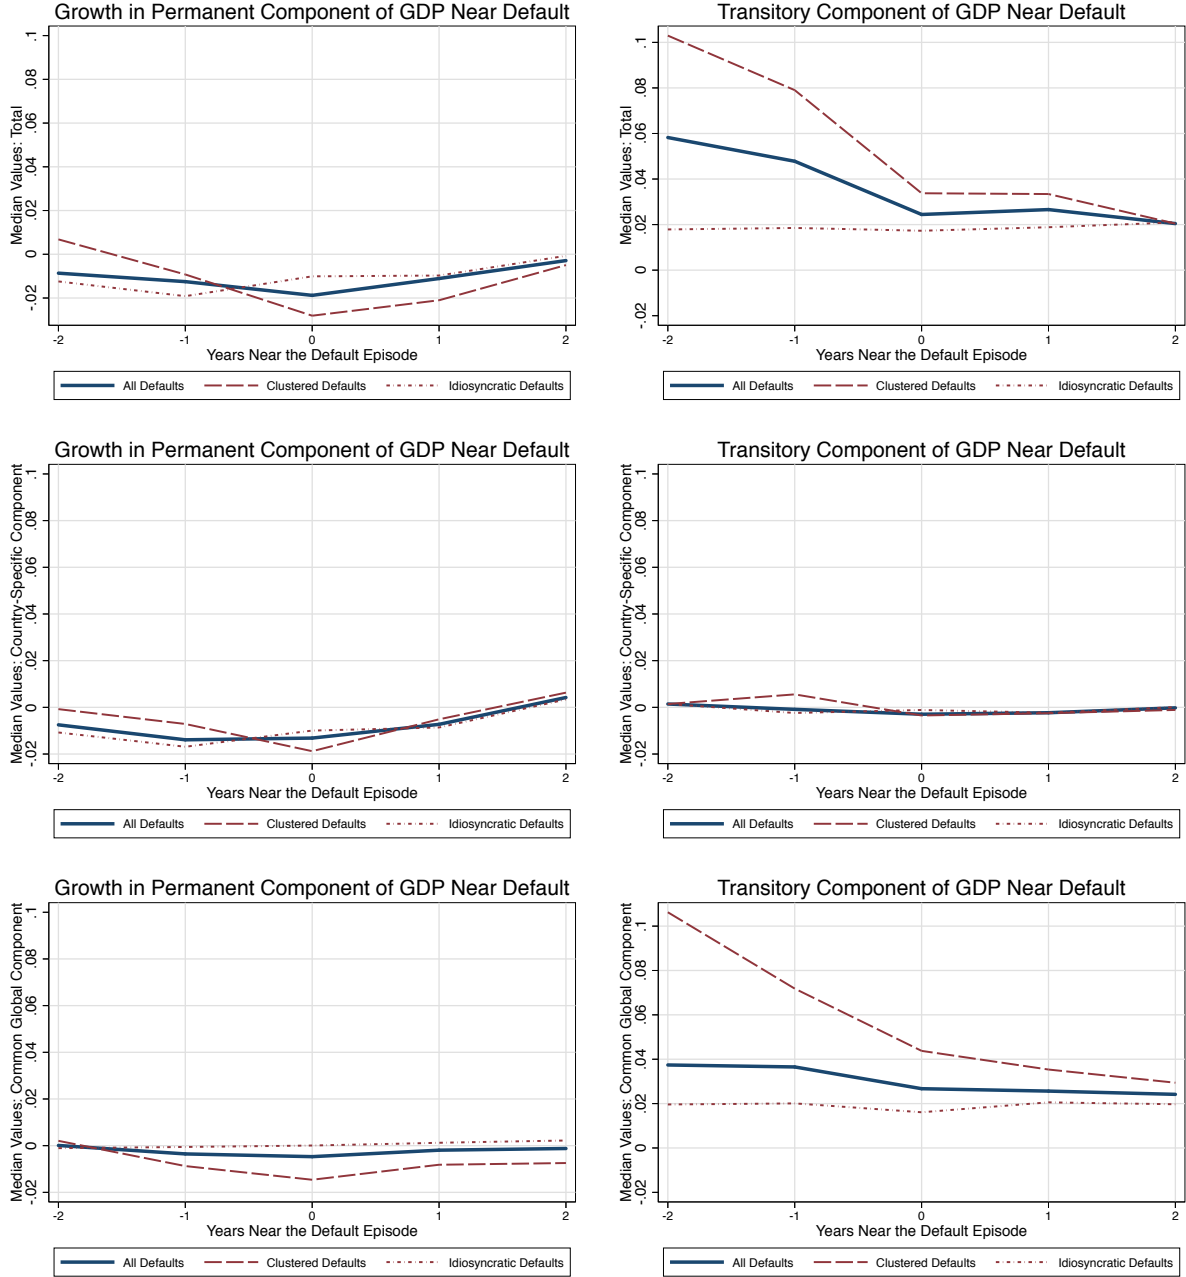 Growth in Permanent Component of GDP Near Default
Median Values: Total
.1
.08
.06
.04
.02
0
-.02
-2
-1
0
1
2
Years Near the Default Episode
All Defaults
Clustered Defaults
Idiosyncratic Defaults
Transitory Component of GDP Near Default
Median Values: Total
.1
.08
.06
.04
.02
0
-.02
-2
-1
0
1
2
Years Near the Default Episode
All Defaults
Clustered Defaults
Idiosyncratic Defaults
Growth in Permanent Component of GDP Near Default
Median Values: Country-Specific Component
.1
.08
.06
.04
.02
0
-.02
-2
-1
0
1
2
Years Near the Default Episode
All Defaults
Clustered Defaults
Idiosyncratic Defaults
Transitory Component of GDP Near Default
Median Values: Country-Specific Component
.1
.08
.06
.04
.02
0
-.02
-2
-1
0
1
2
Years Near the Default Episode
All Defaults
Clustered Defaults
Idiosyncratic Defaults
Growth in Permanent Component of GDP Near Default
Median Values: Common Global Component
.1
.08
.06
.04
.02
0
-.02
-2
-1
0
1
2
Years Near the Default Episode
All Defaults
Clustered Defaults
Idiosyncratic Defaults
Transitory Component of GDP Near Default
Median Values: Common Global Component
.1
.08
.06
.04
.02
0
-.02
-2
-1
0
1
2
Years Near the Default Episode
All Defaults
Clustered Defaults
Idiosyncratic Defaults